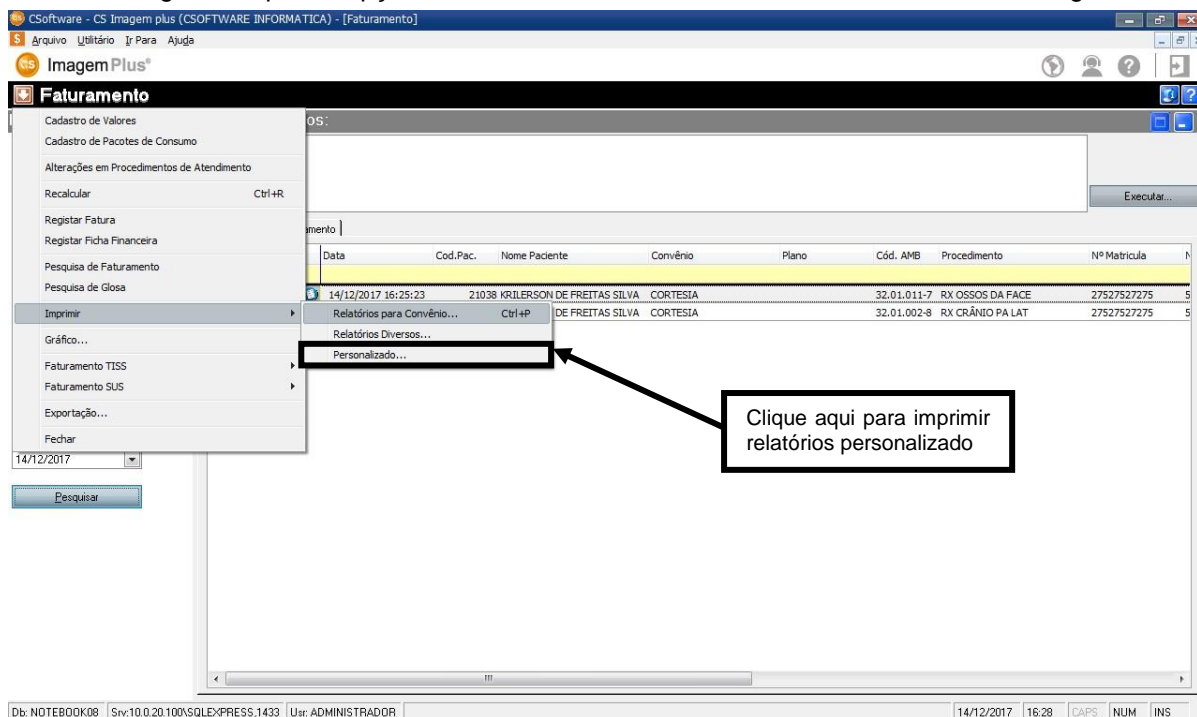 CSoftware - CS Imagem plus (CSOFTWARE INFORMATICA) - [Faturamento]
Arquivo Utilitário Ir Para Ajuda
cs ImagemPlus®
Faturamento
os:
Cadastro de Valores
Cadastro de Pacotes de Consumo
Alterações em Procedimentos de Atendimento
Recalcular Ctrl+R
Executar...
Registar Fatura
Registar Ficha Financeira
Pesquisa de Faturamento
Pesquisa de Glosa
Imprimir
Gráfico...
Faturamento TISS
Faturamento SUS
Exportação...
Fechar
amento
Data Cod.Pac. Nome Paciente Convênio Plano Cód. AMB Procedimento Nº Matricula N
14/12/2017 16:25:23 21038 KRILERSON DE FREITAS SILVA CORTESIA 32.01.011-7 RX OSSOS DA FACE 27527527275 5
DE FREITAS SILVA CORTESIA 32.01.002-8 RX CRÂNIO PA LAT 27527527275 5
Relatórios para Convênio... Ctrl+P
Relatórios Diversos...
Personalizado...
Clique aqui para imprimir
relatórios personalizado
14/12/2017
Pesquisar
Db: NOTEBOOK08 Srv:10.0.20.100\SQLEXPRESS,1433 Usr: ADMINISTRADOR 14/12/2017 16:28 CAPS NUM INS